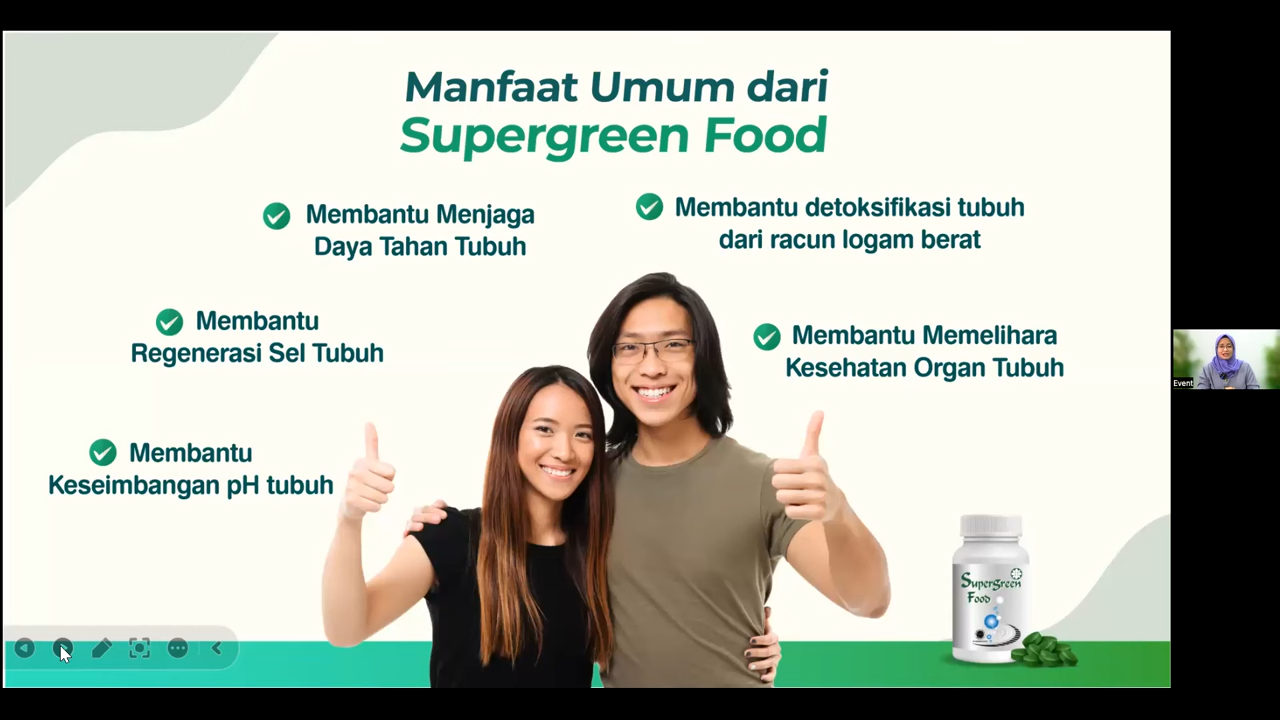 Manfaat Umum dari
Supergreen Food
Membantu Menjaga
Daya Tahan Tubuh
Membantu detoksifikasi tubuh
dari racun logam berat
Membantu
Regenerasi Sel Tubuh
Membantu Memelihara
Kesehatan Organ Tubuh
Membantu
Keseimbangan pH tubuh
Event
Supergreen
Food